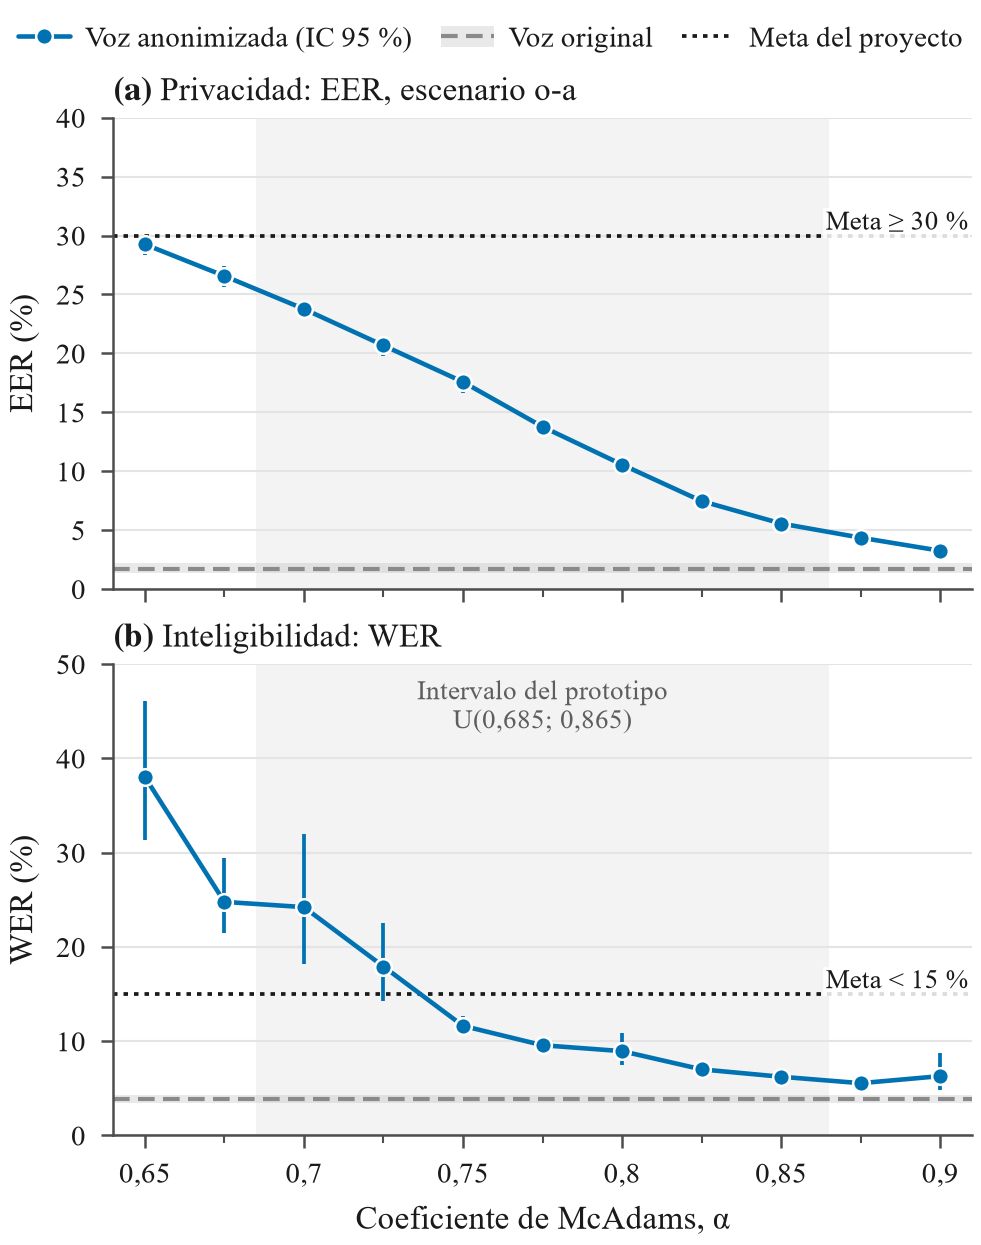 Voz anonimizada (IC 95 %) Voz original Meta del proyecto
(a) Privacidad: EER, escenario o-a
40
35
30
25
20
15
10
5
0
EER (%)
Meta ≥ 30 %
(b) Inteligibilidad: WER
50
40
30
20
10
0
WER (%)
Intervalo del prototipo
U(0,685; 0,865)
Meta < 15 %
0,65 0,7 0,75 0,8 0,85 0,9
Coeficiente de McAdams, α